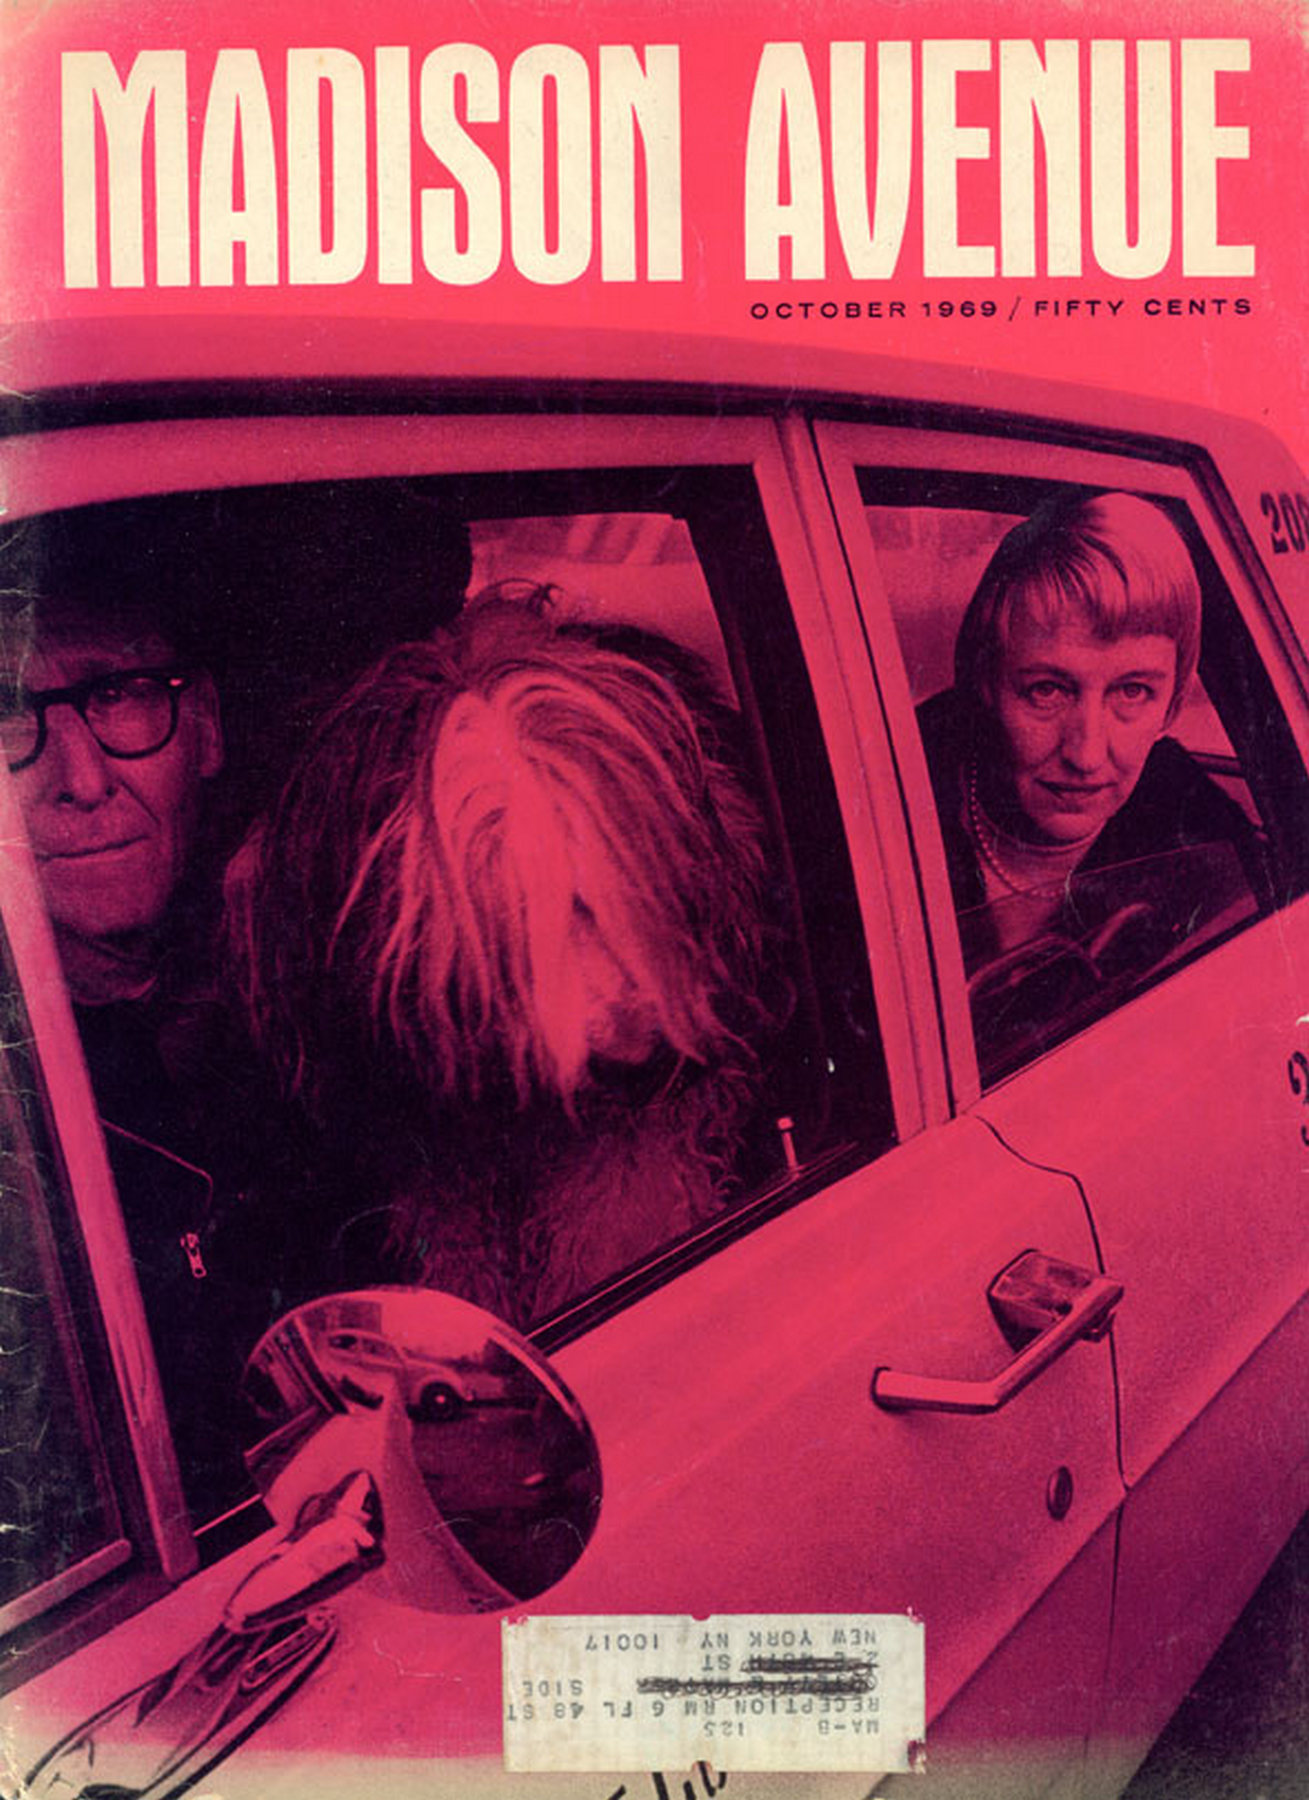 MADISON AVENUE
OCTOBER 1969 / FIFTY CENTS
200
MA-B 125
RECEPTION RM 6 FL 48 ST
SIDE
ST
NEW YORK NY 10017